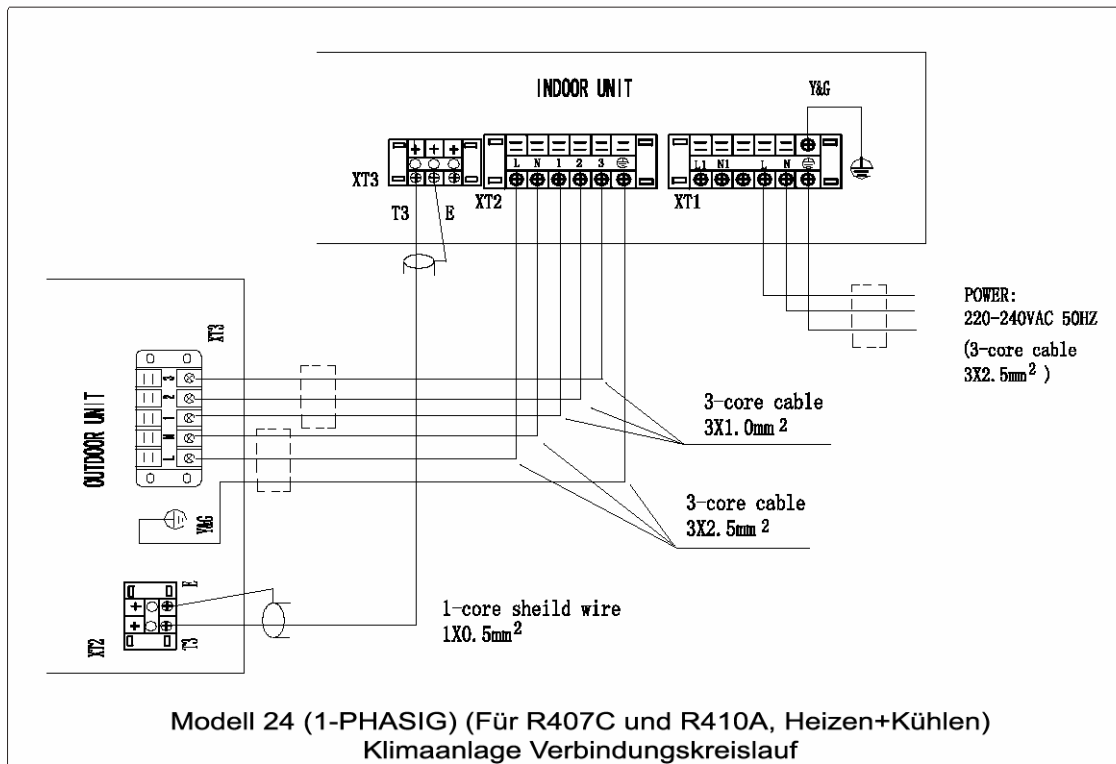 INDOOR UNIT
Y&G
L N 1 2 3
L1 N1 L N
XT3
XT2
XT1
T3 E
POWER:
220-240VAC 50HZ
(3-core cable
3X2.5mm²)
XT3
OUTDOOR UNIT
3
2
1
N
L
Y&G
3-core cable
3X1.0mm²
3-core cable
3X2.5mm²
E
XT2
T3
1-core sheild wire
1X0.5mm²
Modell 24 (1-PHASIG) (Für R407C und R410A, Heizen+Kühlen)
Klimaanlage Verbindungskreislauf